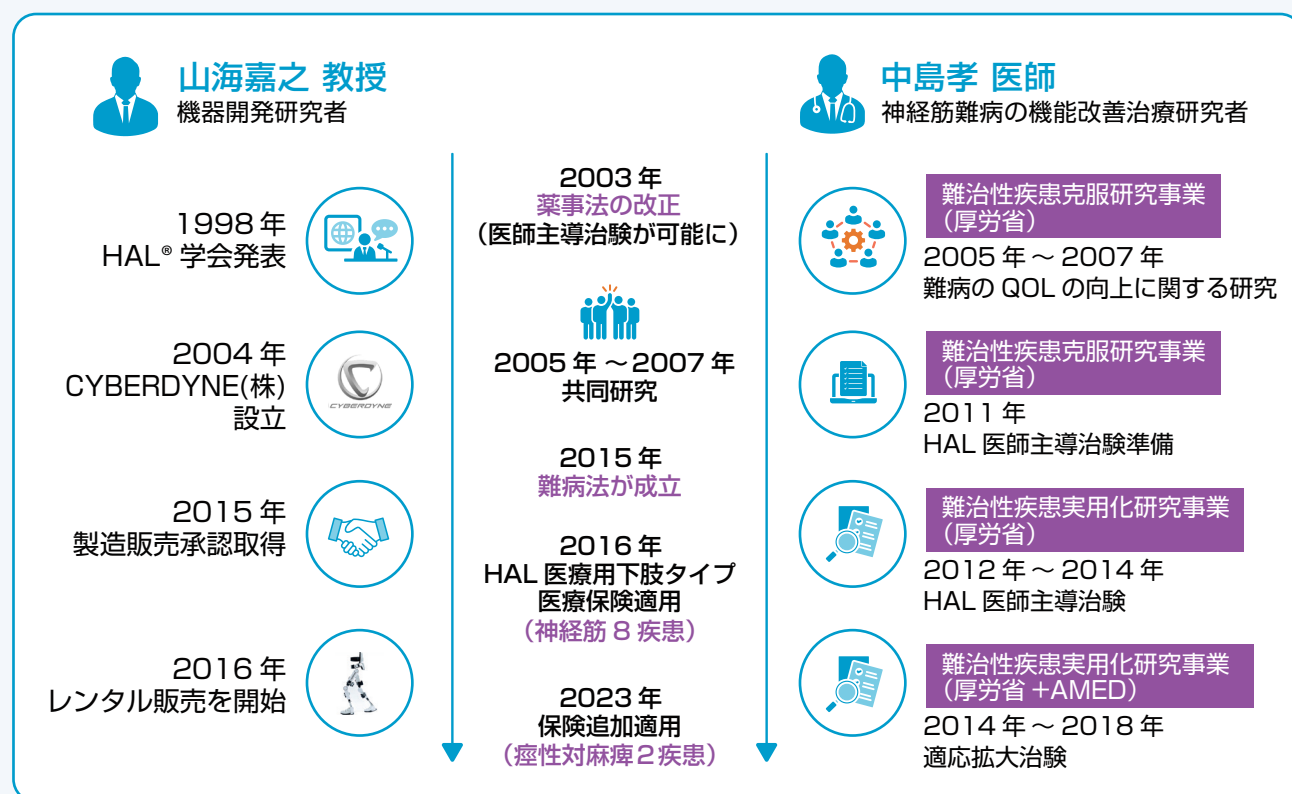 山海嘉之 教授
機器開発研究者
1998 年
HAL® 学会発表
2004 年
CYBERDYNE(株)
設立
CYBERDYNE
2015 年
製造販売承認取得
2016 年
レンタル販売を開始
2003 年
薬事法の改正
（医師主導治験が可能に）
2005 年 ～ 2007 年
共同研究
2015 年
難病法が成立
2016 年
HAL 医療用下肢タイプ
医療保険適用
（神経筋 8 疾患）
2023 年
保険追加適用
（痙性対麻痺 2 疾患）
中島孝 医師
神経筋難病の機能改善治療研究者
難治性疾患克服研究事業
（厚労省）
2005 年 ～ 2007 年
難病の QOL の向上に関する研究
難治性疾患克服研究事業
（厚労省）
2011 年
HAL 医師主導治験準備
難治性疾患実用化研究事業
（厚労省）
2012 年 ～ 2014 年
HAL 医師主導治験
難治性疾患実用化研究事業
（厚労省 +AMED）
2014 年 ～ 2018 年
適応拡大治験